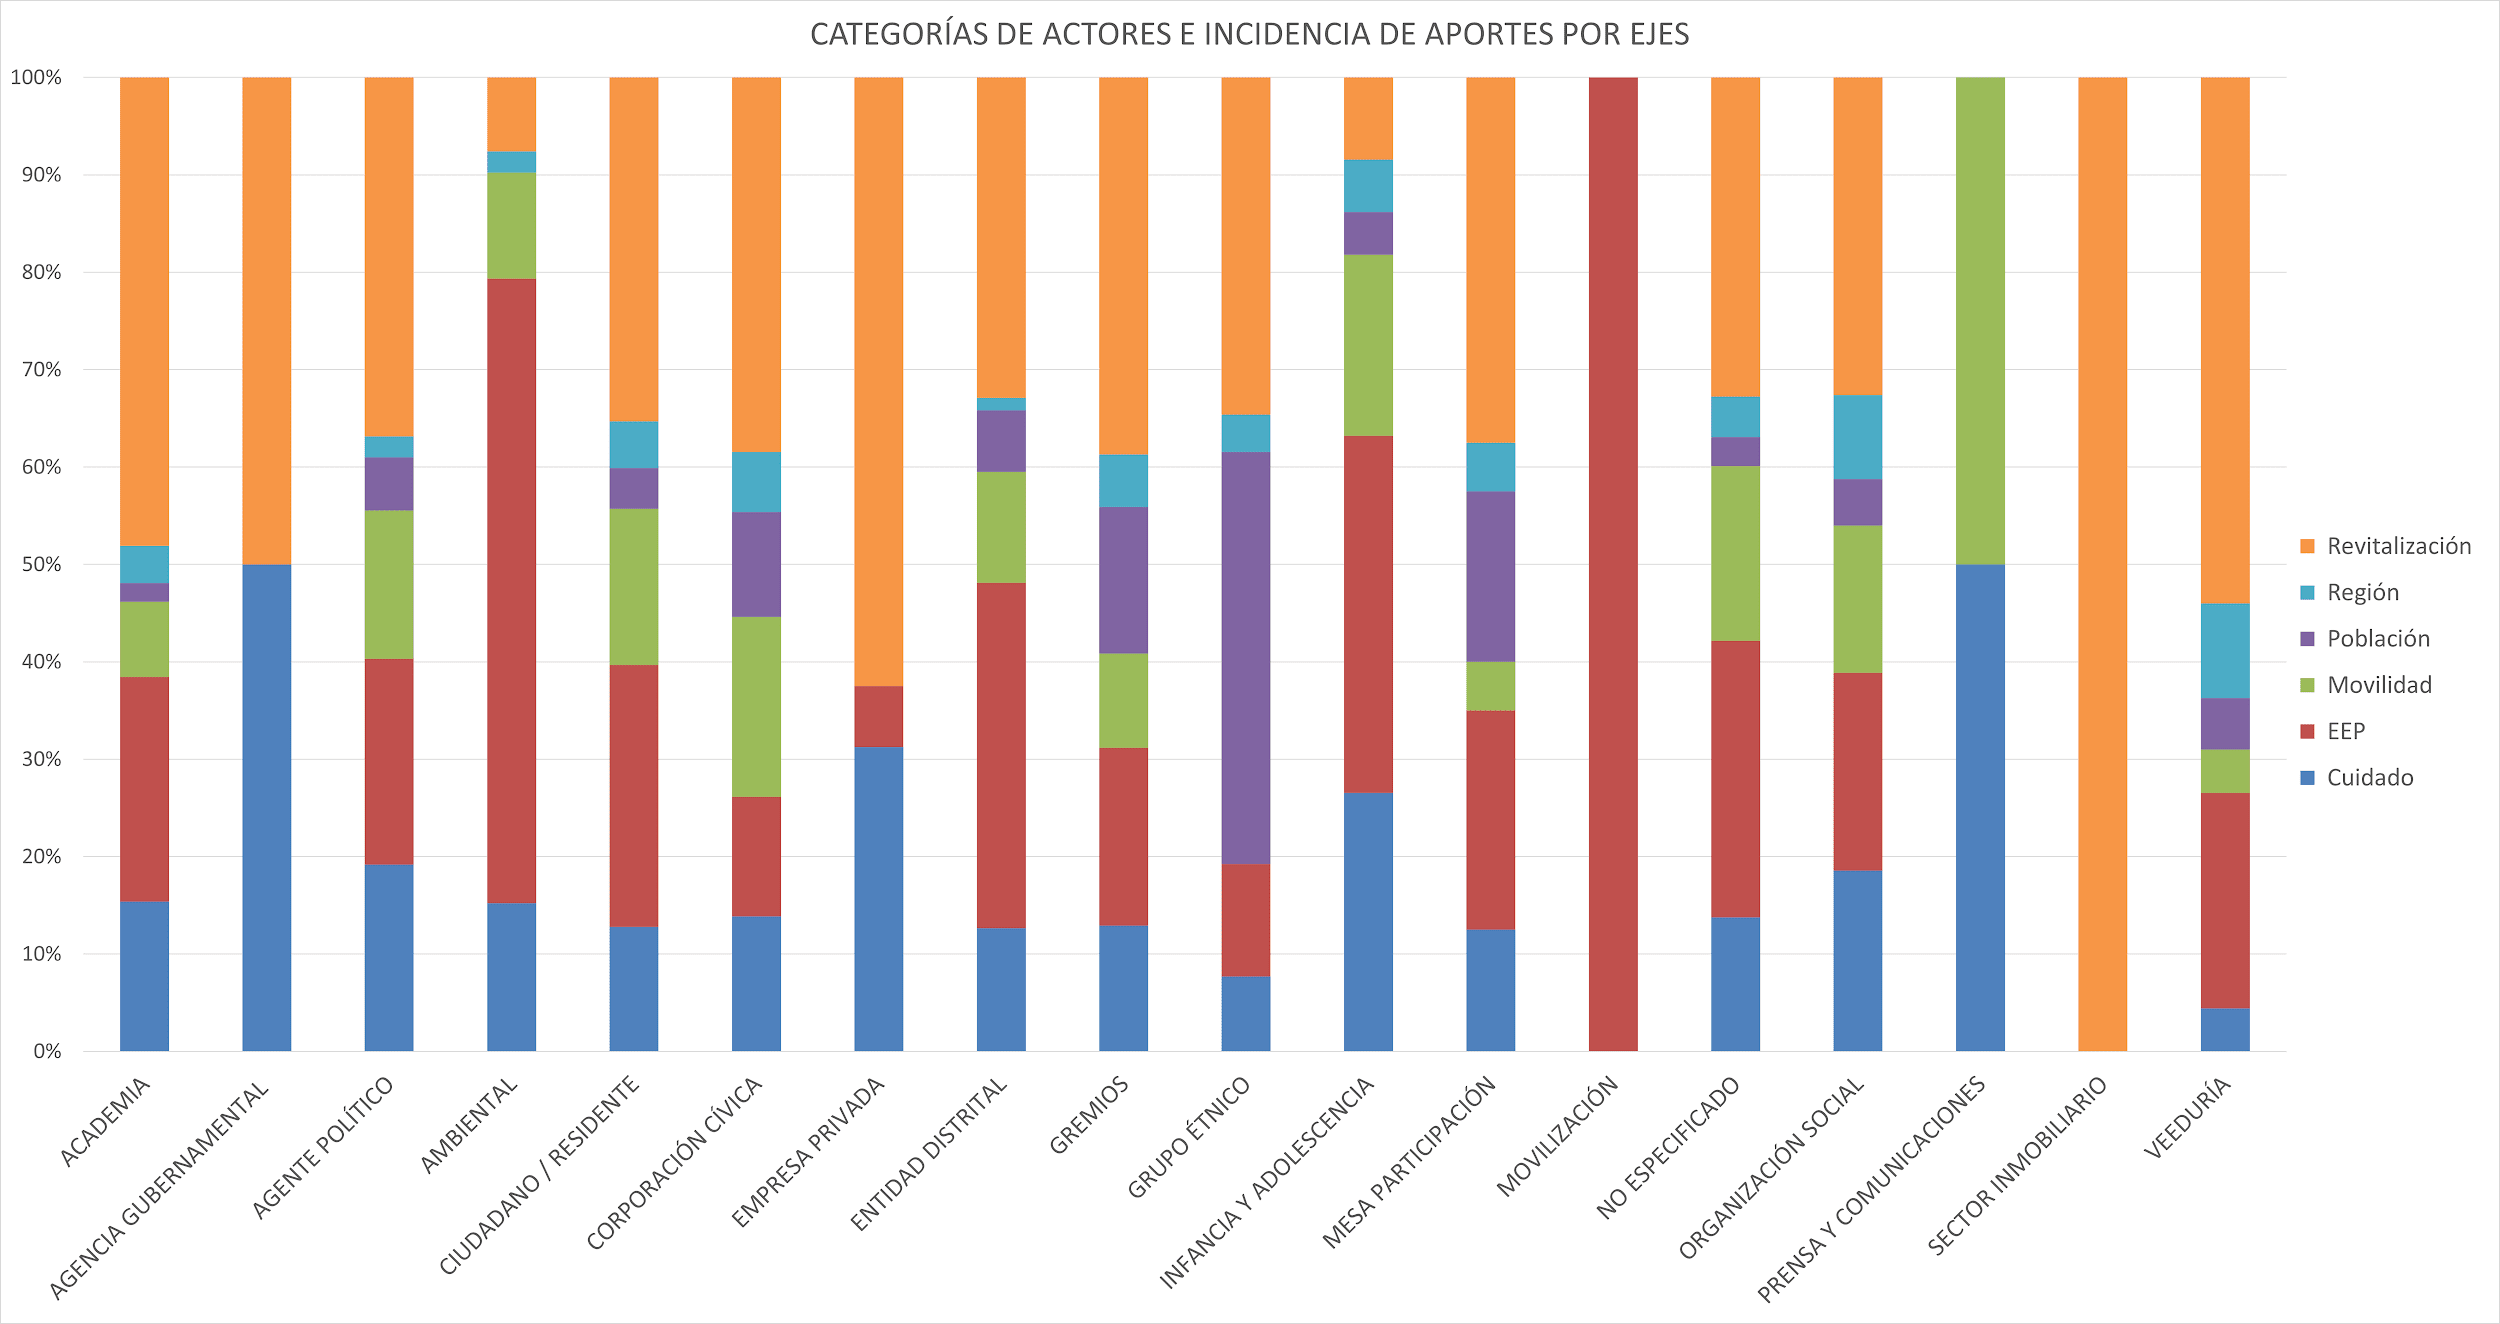 CATEGORÍAS DE ACTORES E INCIDENCIA DE APORTES POR EJES
100%
90%
80%
70%
60%
50%
40%
30%
20%
10%
0%
ACADEMIA
AGENCIA GUBERNAMENTAL
AGENTE POLÍTICO
AMBIENTAL
CIUDADANO / RESIDENTE
CORPORACIÓN CÍVICA
EMPRESA PRIVADA
ENTIDAD DISTRITAL
GREMIOS
GRUPO ÉTNICO
INFANCIA Y ADOLESCENCIA
MESA PARTICIPACIÓN
MOVILIZACIÓN
NO ESPECIFICADO
ORGANIZACIÓN SOCIAL
PRENSA Y COMUNICACIONES
SECTOR INMOBILIARIO
VEEDURÍA
Revitalización
Región
Población
Movilidad
EEP
Cuidado